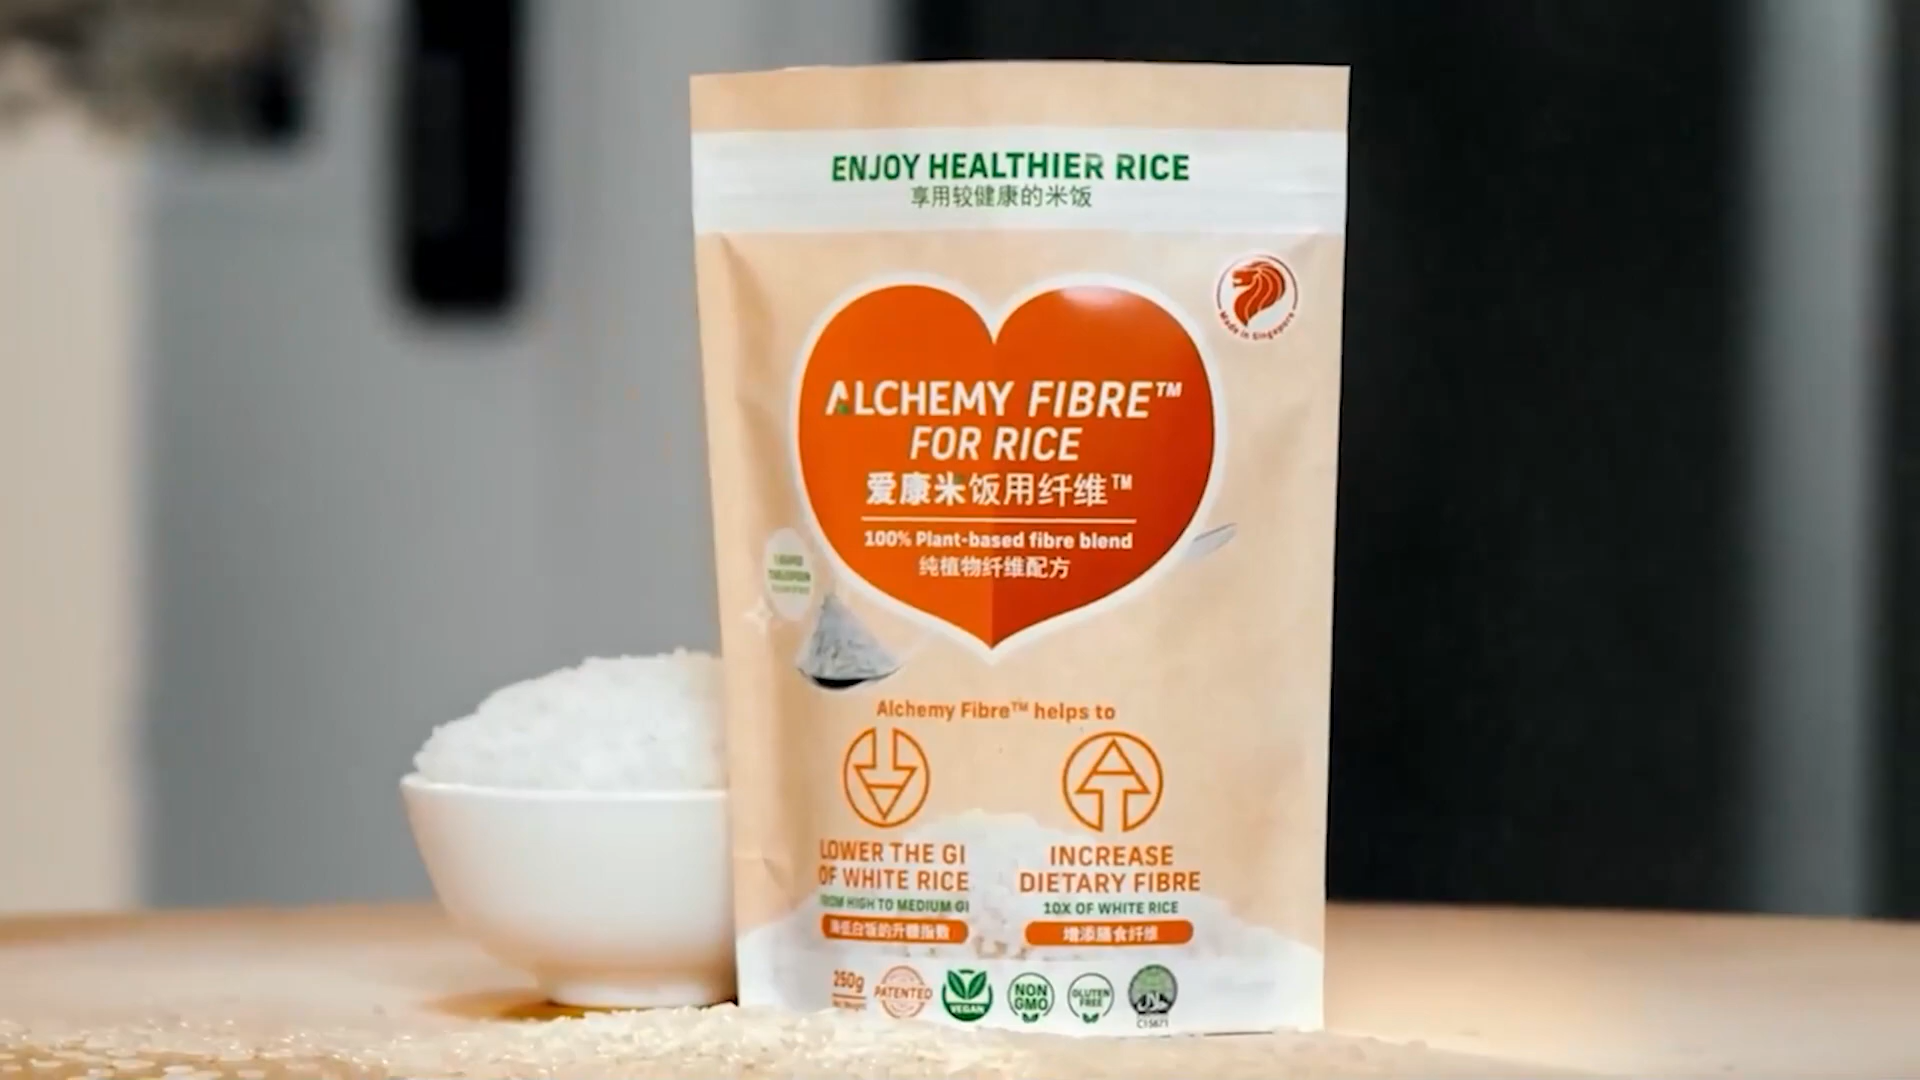 ENJOY HEALTHIER RICE
享用较健康的米饭
Made in Singapore
ALCHEMY FIBRE™
FOR RICE
爱康米饭用纤维™
100% Plant-based fibre blend
纯植物纤维配方
Alchemy Fibre™ helps to
LOWER THE GI
OF WHITE RICE
FROM HIGH TO MEDIUM GI
降低白饭的升糖指数
INCREASE
DIETARY FIBRE
10X OF WHITE RICE
增添膳食纤维
250g
PATENTED
VEGAN
NON
GMO
GLUTEN
FREE